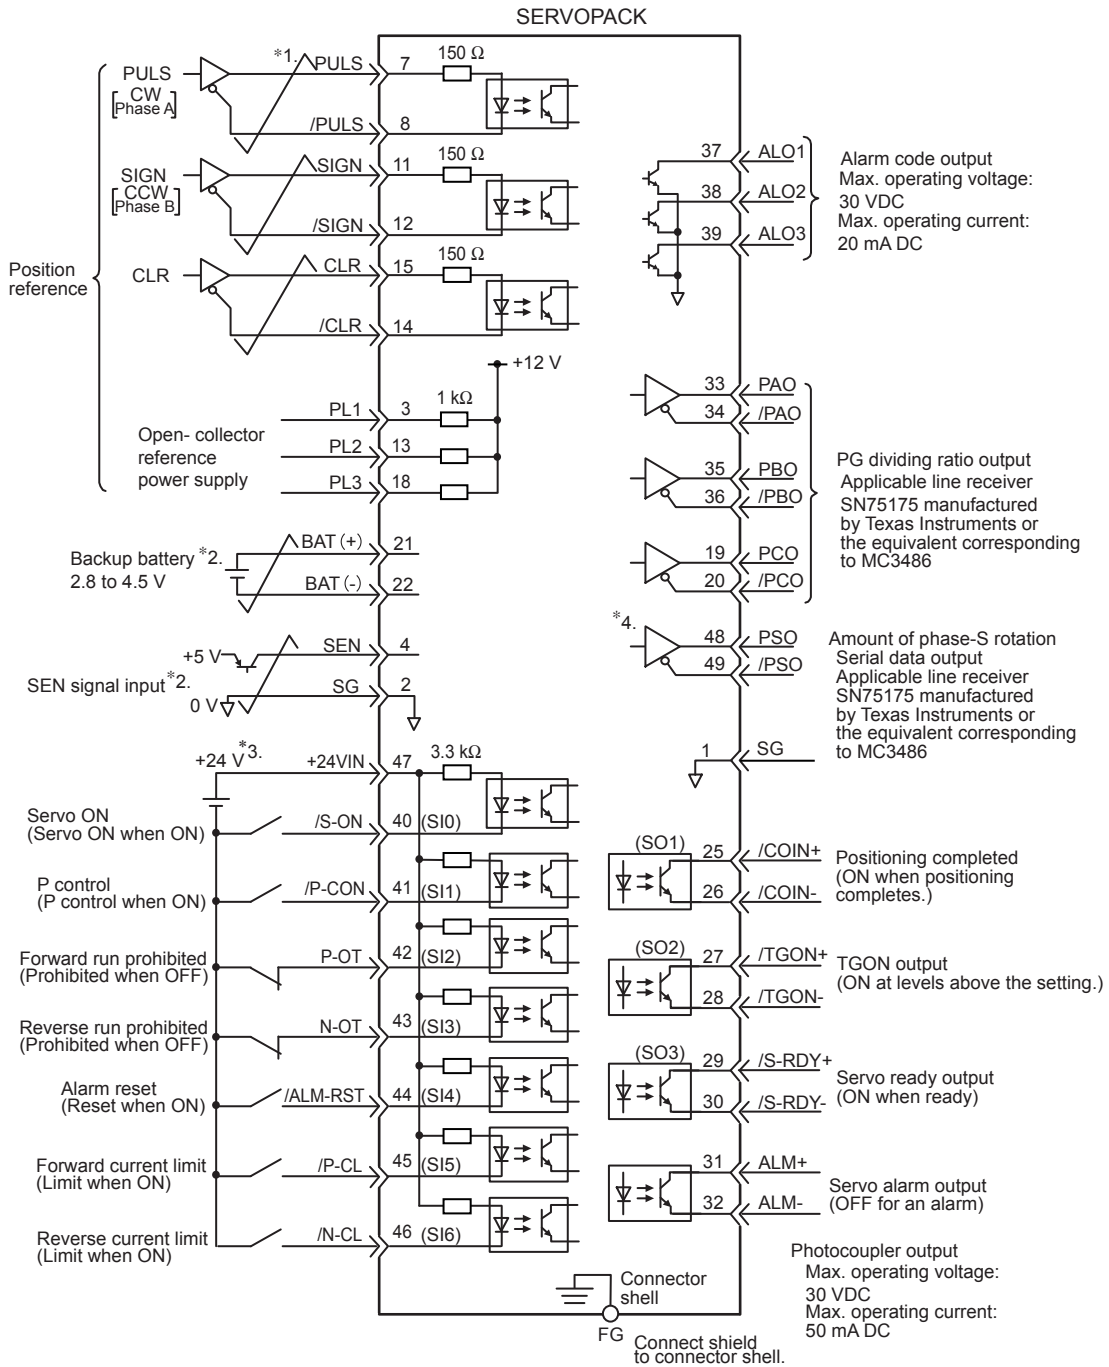 SERVOPACK
*1.
PULS
7
150 Ω
PULS
[CW
Phase A]
/PULS
8
SIGN
11
150 Ω
SIGN
[CCW
Phase B]
/SIGN
12
CLR
CLR
15
150 Ω
/CLR
14
Position
reference
+12 V
PL1
3
1 kΩ
PL2
13
PL3
18
Open- collector
reference
power supply
Backup battery *2.
2.8 to 4.5 V
BAT (+)
21
BAT (-)
22
+5 V
SEN
4
SEN signal input *2.
0 V
SG
2
+24 V *3.
+24VIN
47
3.3 kΩ
Servo ON
(Servo ON when ON)
/S-ON
40
(SI0)
P control
(P control when ON)
/P-CON
41
(SI1)
Forward run prohibited
(Prohibited when OFF)
P-OT
42
(SI2)
Reverse run prohibited
(Prohibited when OFF)
N-OT
43
(SI3)
Alarm reset
(Reset when ON)
/ALM-RST
44
(SI4)
Forward current limit
(Limit when ON)
/P-CL
45
(SI5)
Reverse current limit
(Limit when ON)
/N-CL
46
(SI6)
37
ALO1
38
ALO2
39
ALO3
Alarm code output
Max. operating voltage:
30 VDC
Max. operating current:
20 mA DC
33
PAO
34
/PAO
35
PBO
36
/PBO
19
PCO
20
/PCO
PG dividing ratio output
Applicable line receiver
SN75175 manufactured
by Texas Instruments or
the equivalent corresponding
to MC3486
*4.
48
PSO
49
/PSO
Amount of phase-S rotation
Serial data output
Applicable line receiver
SN75175 manufactured
by Texas Instruments or
the equivalent corresponding
to MC3486
1
SG
(SO1)
25
/COIN+
26
/COIN-
Positioning completed
(ON when positioning
completes.)
(SO2)
27
/TGON+
28
/TGON-
TGON output
(ON at levels above the setting.)
(SO3)
29
/S-RDY+
30
/S-RDY-
Servo ready output
(ON when ready)
31
ALM+
32
ALM-
Servo alarm output
(OFF for an alarm)
Photocoupler output
Max. operating voltage:
30 VDC
Max. operating current:
50 mA DC
Connector
shell
FG
Connect shield
to connector shell.